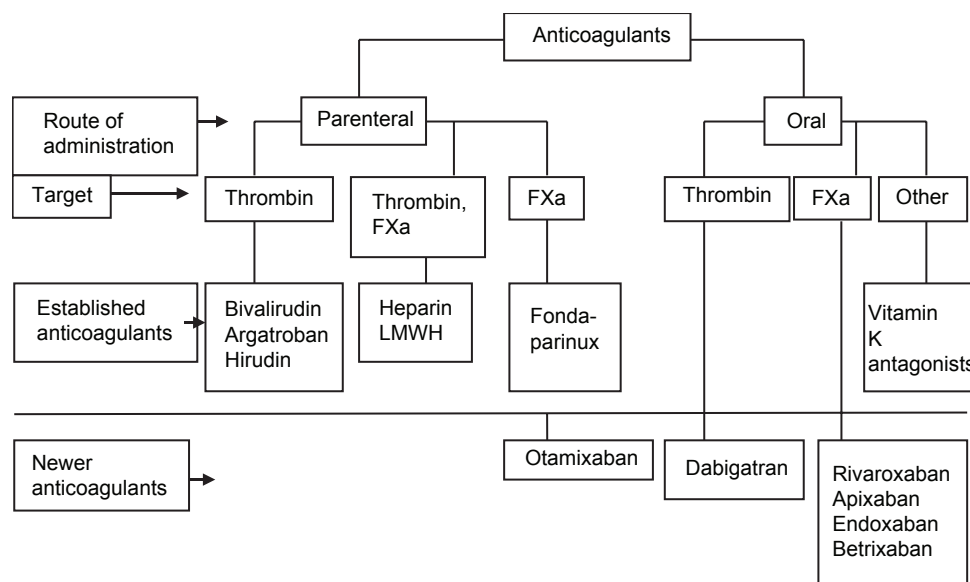 Anticoagulants
Route of
administration
Parenteral
Oral
Target
Thrombin
Thrombin,
FXa
FXa
Thrombin
FXa
Other
Established
anticoagulants
Bivalirudin
Argatroban
Hirudin
Heparin
LMWH
Fonda-
parinux
Vitamin
K
antagonists
Newer
anticoagulants
Otamixaban
Dabigatran
Rivaroxaban
Apixaban
Endoxaban
Betrixaban